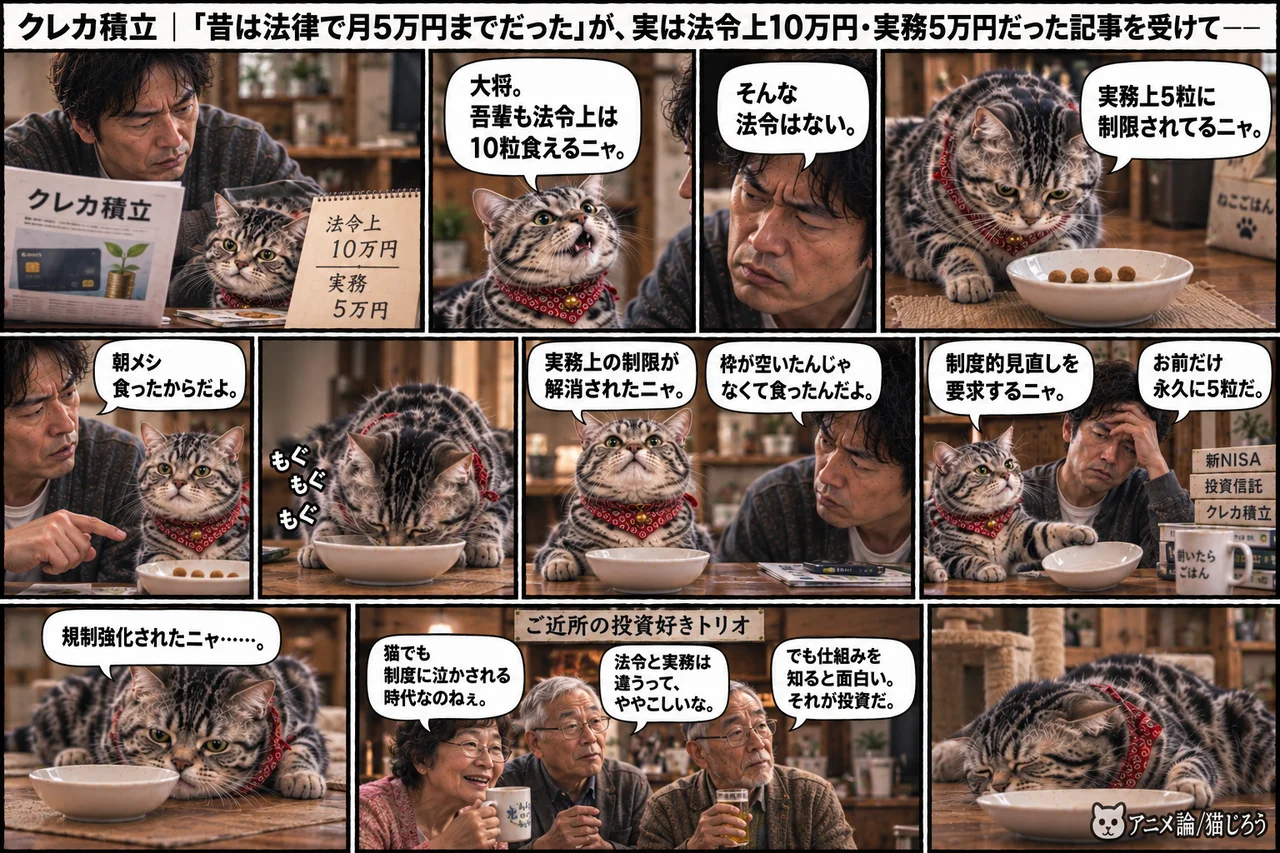 クレカ積立｜「昔は法律で月5万円までだった」が、実は法令上10万円・実務5万円だった記事を受けて――
クレカ積立
法令上
10万円
実務
5万円
大将。
吾輩も法令上は
10粒食えるニャ。
そんな
法令はない。
実務上5粒に
制限されてるニャ。
ねこごはん
朝メシ
食ったからだよ。
もぐ
もぐ
もぐ
実務上の制限が
解消されたニャ。
枠が空いたんじゃ
なくて食ったんだよ。
制度的見直しを
要求するニャ。
お前だけ
永久に5粒だ。
新NISA
投資信託
クレカ積立
働いたら
ごはん
規制強化されたニャ……。
ご近所の投資好きトリオ
猫でも
制度に泣かされる
時代なのねぇ。
法令と実務は
違うって、
ややこしいな。
でも仕組みを
知ると面白い。
それが投資だ。
アニメ論/猫じろう